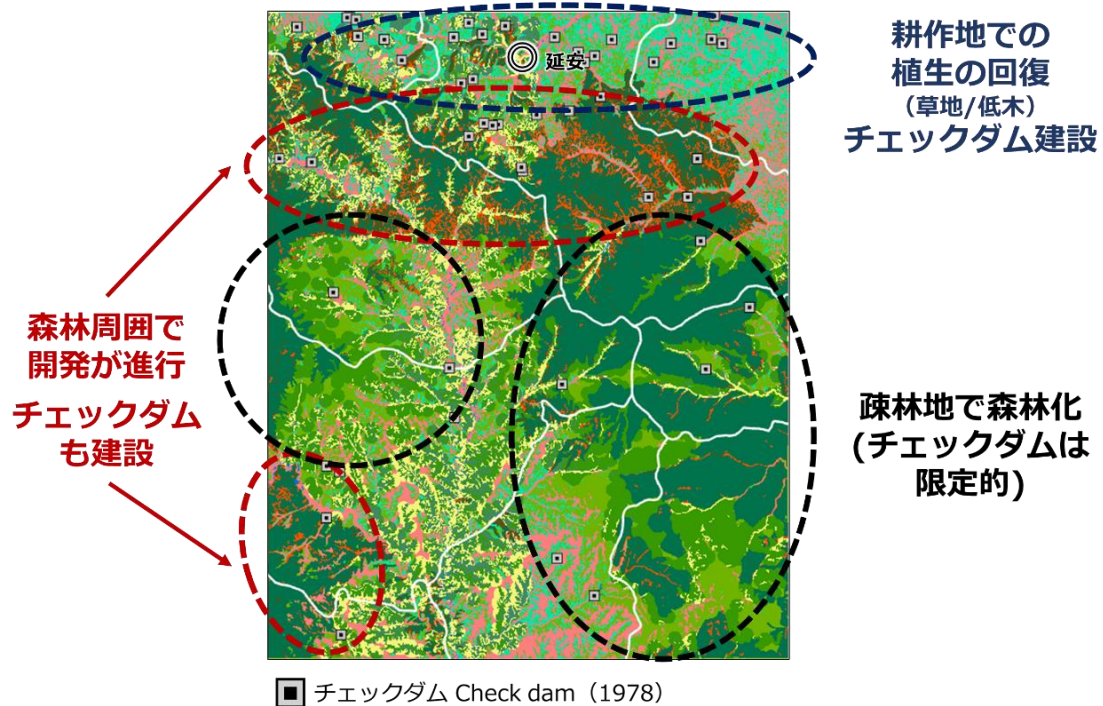 耕作地での
植生の回復
（草地/低木）
チェックダム建設
延安
森林周囲で
開発が進行
チェックダム
も建設
疎林地で森林化
(チェックダムは
限定的)
チェックダム Check dam（1978）